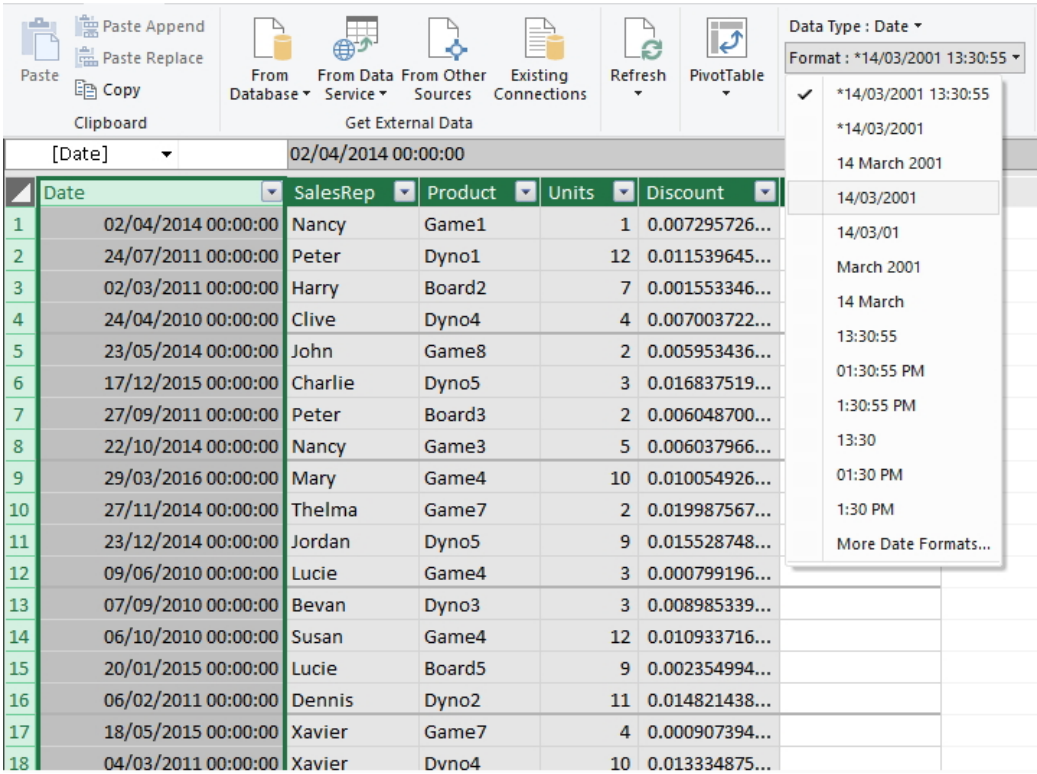 Paste
Paste Append
Paste Replace
Copy
Clipboard
From
Database
From Data
Service
From Other
Sources
Existing
Connections
Get External Data
Refresh
PivotTable
Data Type : Date
Format : *14/03/2001 13:30:55
*14/03/2001 13:30:55
*14/03/2001
14 March 2001
14/03/2001
14/03/01
March 2001
14 March
13:30:55
01:30:55 PM
1:30:55 PM
13:30
01:30 PM
1:30 PM
More Date Formats...
[Date] 02/04/2014 00:00:00
Date SalesRep Product Units Discount
1 02/04/2014 00:00:00 Nancy Game1 1 0.007295726...
2 24/07/2011 00:00:00 Peter Dyno1 12 0.011539645...
3 02/03/2011 00:00:00 Harry Board2 7 0.001553346...
4 24/04/2010 00:00:00 Clive Dyno4 4 0.007003722...
5 23/05/2014 00:00:00 John Game8 2 0.005953436...
6 17/12/2015 00:00:00 Charlie Dyno5 3 0.016837519...
7 27/09/2011 00:00:00 Peter Board3 2 0.006048700...
8 22/10/2014 00:00:00 Nancy Game3 5 0.006037966...
9 29/03/2016 00:00:00 Mary Game4 10 0.010054926...
10 27/11/2014 00:00:00 Thelma Game7 2 0.019987567...
11 23/12/2014 00:00:00 Jordan Dyno5 9 0.015528748...
12 09/06/2010 00:00:00 Lucie Game4 3 0.000799196...
13 07/09/2010 00:00:00 Bevan Dyno3 3 0.008985339...
14 06/10/2010 00:00:00 Susan Game4 12 0.010933716...
15 20/01/2015 00:00:00 Lucie Board5 9 0.002354994...
16 06/02/2011 00:00:00 Dennis Dyno2 11 0.014821438...
17 18/05/2015 00:00:00 Xavier Game7 4 0.000907394...
18 04/03/2011 00:00:00 Xavier Dyno4 10 0.013334875...